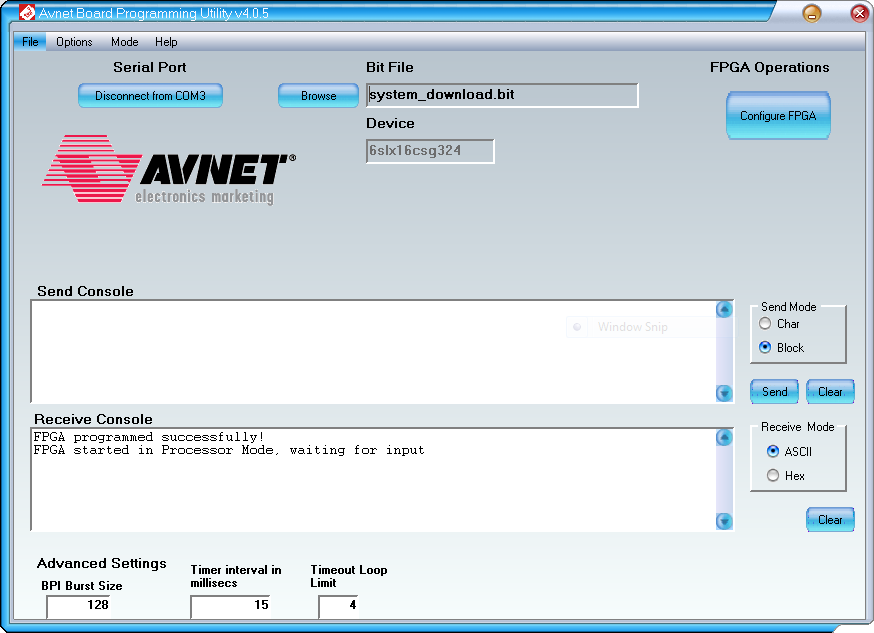 Avnet Board Programming Utility v4.0.5
File Options Mode Help
Serial Port
Bit File
FPGA Operations
Disconnect from COM3
Browse
system_download.bit
Configure FPGA
Device
6slx16csg324
AVNET®
electronics marketing
Send Console
Window Snip
Send Mode
Char
Block
Send
Clear
Receive Console
FPGA programmed successfully!
FPGA started in Processor Mode, waiting for input
Receive Mode
ASCII
Hex
Clear
Advanced Settings
BPI Burst Size
128
Timer interval in
millisecs
15
Timeout Loop
Limit
4